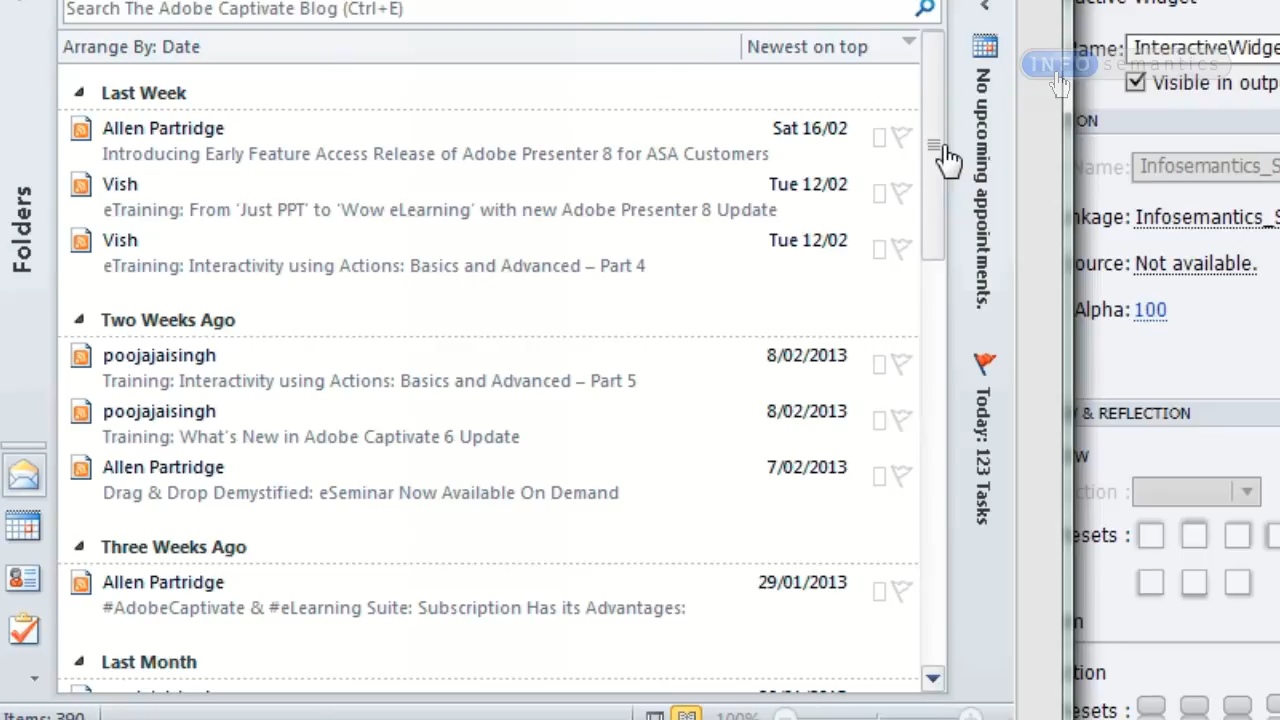 Search The Adobe Captivate Blog (Ctrl+E)
Arrange By: Date
Newest on top
Last Week
Allen Partridge
Sat 16/02
Introducing Early Feature Access Release of Adobe Presenter 8 for ASA Customers
Vish
Tue 12/02
eTraining: From 'Just PPT' to 'Wow eLearning' with new Adobe Presenter 8 Update
Vish
Tue 12/02
eTraining: Interactivity using Actions: Basics and Advanced – Part 4
Two Weeks Ago
poojajaisingh
8/02/2013
Training: Interactivity using Actions: Basics and Advanced – Part 5
poojajaisingh
8/02/2013
Training: What's New in Adobe Captivate 6 Update
Allen Partridge
7/02/2013
Drag & Drop Demystified: eSeminar Now Available On Demand
Three Weeks Ago
Allen Partridge
29/01/2013
#AdobeCaptivate & #eLearning Suite: Subscription Has its Advantages:
Last Month
Items: 390
100%
Folders
No upcoming appointments.
Today: 123 Tasks
INFOsemantics
ame: InteractiveWidge
Visible in outp
ON
ame: Infosemantics_S
nkage: Infosemantics_S
ource: Not available.
Alpha: 100
& REFLECTION
w
ction :
esets :
tion
esets :